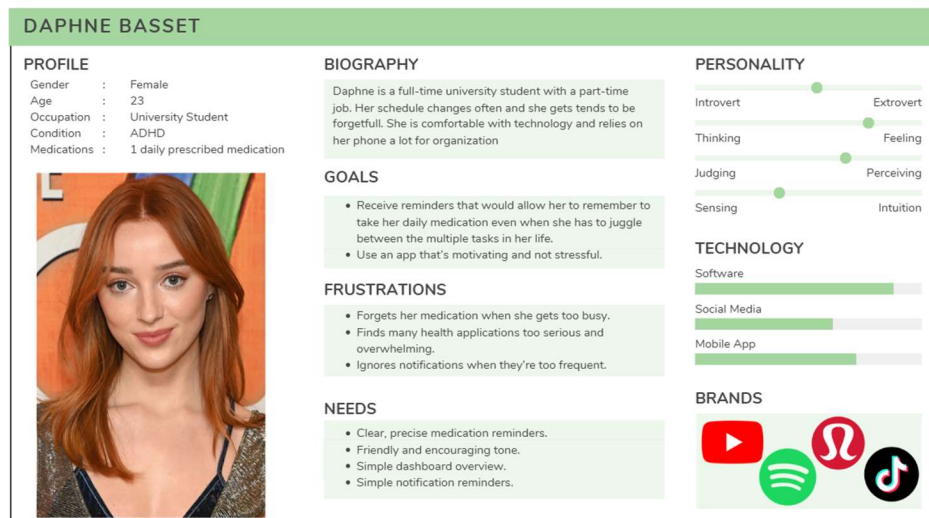 DAPHNE BASSET
PROFILE
Gender : Female
Age : 23
Occupation : University Student
Condition : ADHD
Medications : 1 daily prescribed medication
BIOGRAPHY
Daphne is a full-time university student with a part-time
job. Her schedule changes often and she gets tends to be
forgetfull. She is comfortable with technology and relies on
her phone a lot for organization
GOALS
• Receive reminders that would allow her to remember to
take her daily medication even when she has to juggle
between the multiple tasks in her life.
• Use an app that's motivating and not stressful.
FRUSTRATIONS
• Forgets her medication when she gets too busy.
• Finds many health applications too serious and
overwhelming.
• Ignores notifications when they're too frequent.
NEEDS
• Clear, precise medication reminders.
• Friendly and encouraging tone.
• Simple dashboard overview.
• Simple notification reminders.
PERSONALITY
Introvert Extrovert
Thinking Feeling
Judging Perceiving
Sensing Intuition
TECHNOLOGY
Software
Social Media
Mobile App
BRANDS